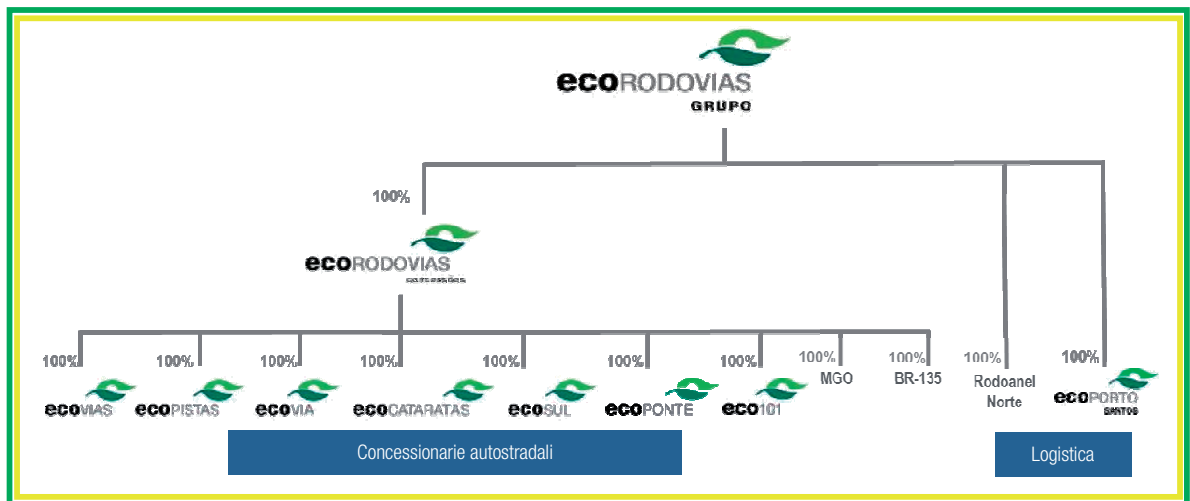 ecoRODOVIAS
GRUPO
100%
ecoRODOVIAS
100% 100% 100% 100% 100% 100% 100% 100% 100% 100% 100%
ecoVIAS ecoPISTAS ecoVIA ecoCATARATAS ecoSUL ecoPONTE eco101 MGO BR-135 Rodoanel ecoPORTO
Norte SANTOS
Concessionarie autostradali Logistica